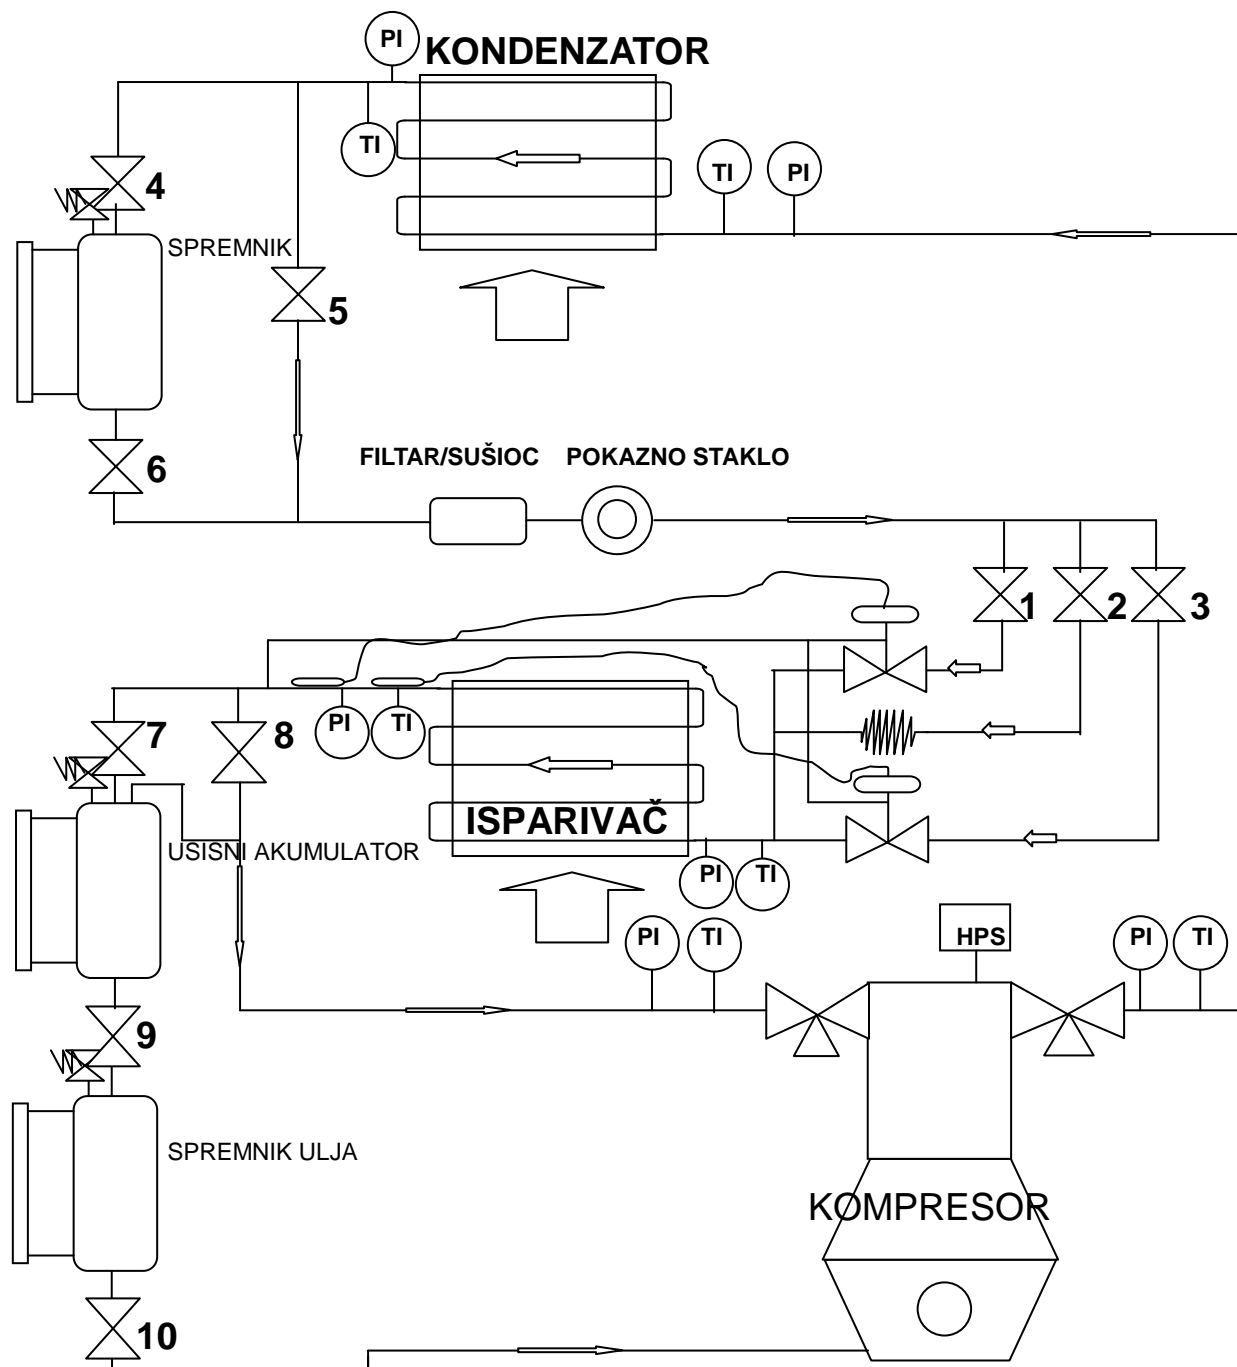 PI
KONDENZATOR
TI
TI
PI
4
SPREMNIK
5
6
FILTAR/SUŠIOC
POKAZNO STAKLO
1
2
3
7
8
PI
TI
ISPARIVAČ
USISNI AKUMULATOR
PI
TI
PI
TI
HPS
PI
TI
9
SPREMNIK ULJA
KOMPRESOR
10